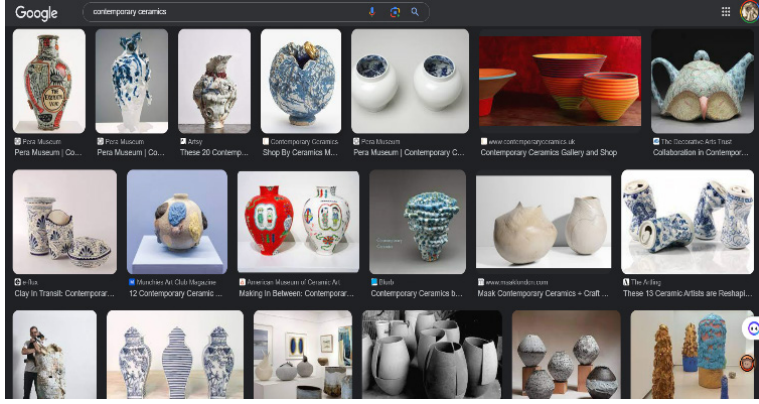 Google
contemporary ceramics
Pera Museum
Pera Museum | Co...
Pera Museum
Pera Museum | Co...
Artsy
These 20 Contemp...
Contemporary Ceramics
Shop By Ceramics M...
Pera Museum
Pera Museum | Contemporary C...
www.contemporaryceramics.uk
Contemporary Ceramics Gallery and Shop
The Decorative Arts Trust
Collaboration in Contempor...
e-flux
Clay In Transit: Contemporar...
Munchies Art Club Magazine
12 Contemporary Ceramic ...
American Museum of Ceramic Art
Making In Between: Contemporar...
Contemporary
Ceramics
Blurb
Contemporary Ceramics b...
www.maaklondon.com
Maak Contemporary Ceramics + Craft ...
The Artling
These 13 Ceramic Artists are Reshapi...